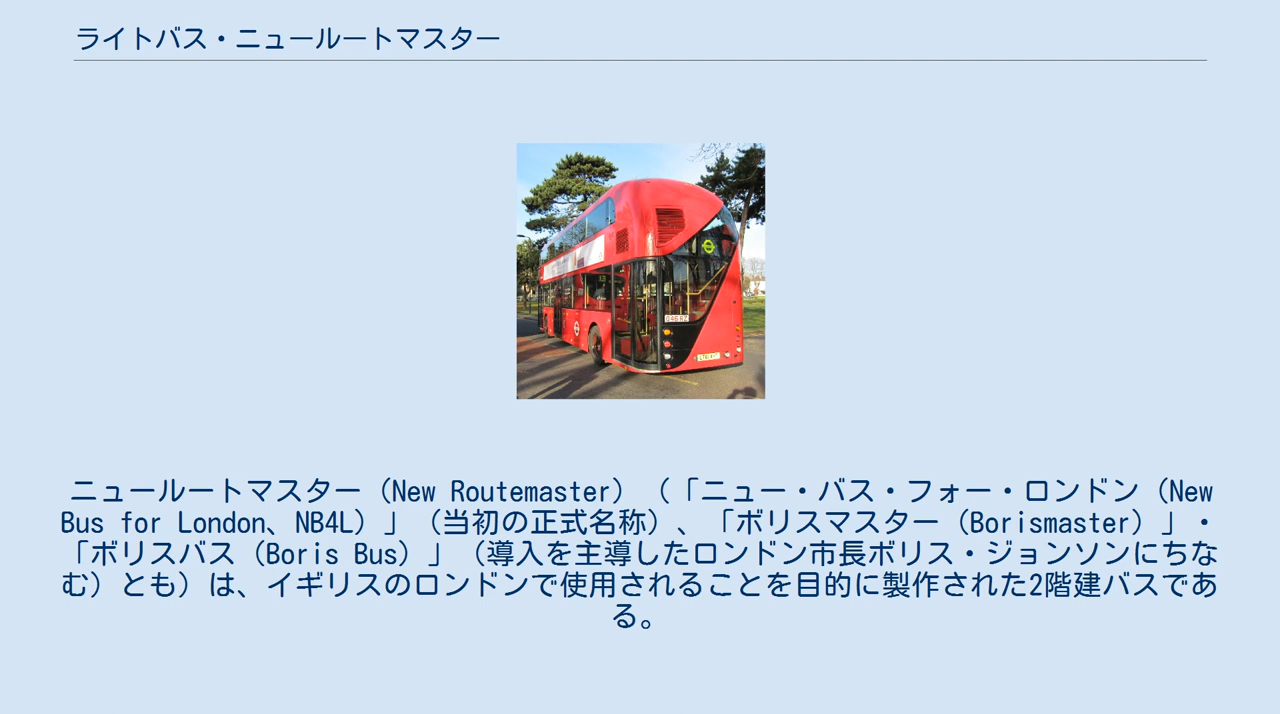 ライトバス・ニュールートマスター
ニュールートマスター（New Routemaster）（「ニュー・バス・フォー・ロンドン（New
Bus for London、NB4L）」（当初の正式名称）、「ボリスマスター（Borismaster）」・
「ボリスバス（Boris Bus）」（導入を主導したロンドン市長ボリス・ジョンソンにちな
む）とも）は、イギリスのロンドンで使用されることを目的に製作された2階建バスであ
る。